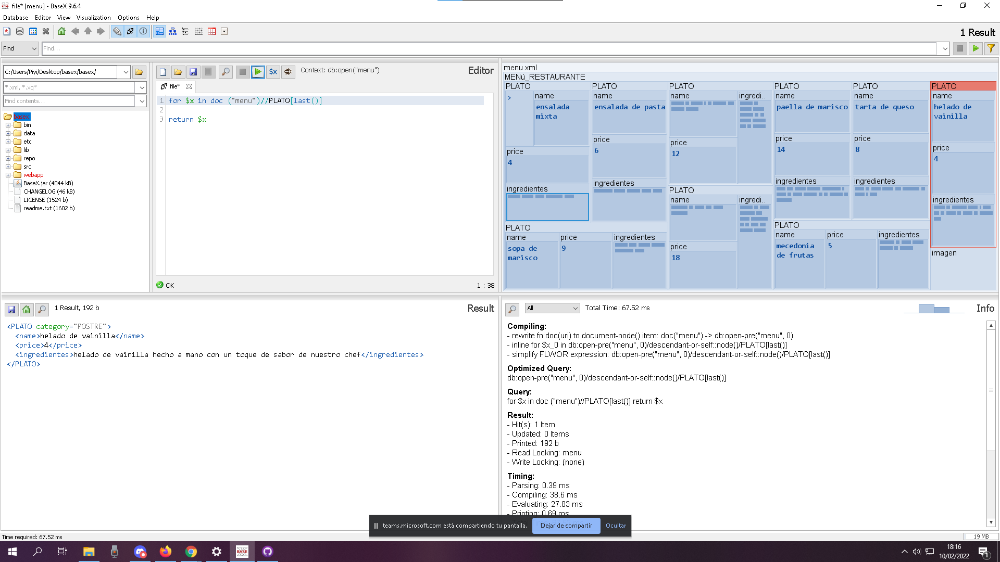 file* [menu] - BaseX 9.6.4
Database Editor View Visualization Options Help
1 Result
Find Find...
C:/Users/Piyi/Desktop/basex/basex/
*.xml, *.xq*
Find contents...
basex
bin
data
etc
lib
repo
src
webapp
BaseX.jar (4044 kB)
CHANGELOG (46 kB)
LICENSE (1524 b)
readme.txt (1602 b)
$x Context: db:open("menu") Editor
file*
1 for $x in doc ("menu")//PLATO[last()]
2
3 return $x
OK 1 : 38
menu.xml
MENú_RESTAURANTE
PLATO
>
name
ensalada
mixta
price
4
ingredientes
PLATO
name
ensalada de pasta
price
6
ingredientes
PLATO
name
sopa de
marisco
price
9
ingredientes
PLATO
name
ingredi..
price
12
PLATO
name
ingredi..
price
18
PLATO
name
paella de marisco
price
14
ingredientes
PLATO
name
tarta de queso
price
8
ingredientes
PLATO
name
mecedonia
de frutas
price
5
ingredientes
PLATO
name
helado de
vainilla
price
4
ingredientes
imagen
1 Result, 192 b Result
<PLATO category="POSTRE">
<name>helado de vainilla</name>
<price>4</price>
<ingredientes>helado de vainilla hecho a mano con un toque de sabor de nuestro chef</ingredientes>
</PLATO>
All Total Time: 67.52 ms Info
Compiling:
- rewrite fn:doc(uri) to document-node() item: doc("menu") -> db:open-pre("menu", 0)
- inline for $x_0 in db:open-pre("menu", 0)/descendant-or-self::node()/PLATO[last()]
- simplify FLWOR expression: db:open-pre("menu", 0)/descendant-or-self::node()/PLATO[last()]
Optimized Query:
db:open-pre("menu", 0)/descendant-or-self::node()/PLATO[last()]
Query:
for $x in doc ("menu")//PLATO[last()] return $x
Result:
- Hit(s): 1 Item
- Updated: 0 Items
- Printed: 192 b
- Read Locking: menu
- Write Locking: (none)
Timing:
- Parsing: 0.39 ms
- Compiling: 38.6 ms
- Evaluating: 27.83 ms
- Printing: 0.69 ms
teams.microsoft.com está compartiendo tu pantalla. Dejar de compartir Ocultar
Time required: 67.52 ms 19 MB
BASE
18:16
10/02/2022
1